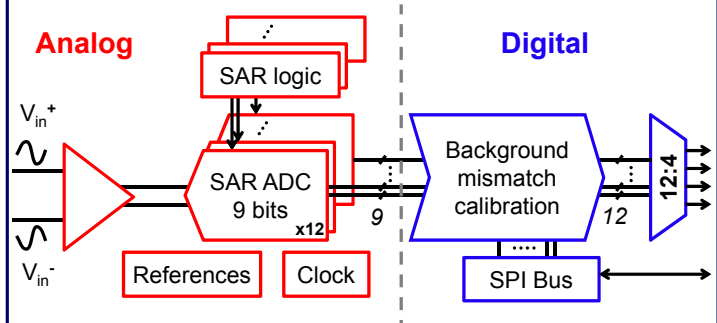 Analog
Digital
SAR logic
Vin+
SAR ADC
9 bits
x12
9
Background
mismatch
calibration
12
12:4
Vin-
References
Clock
SPI Bus